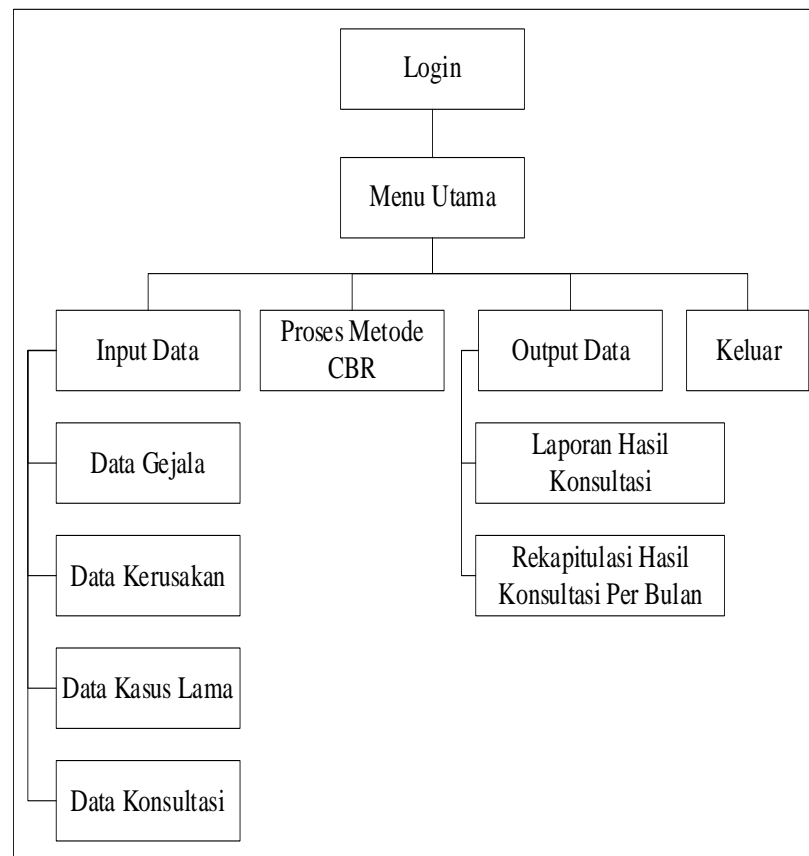 Login
Menu Utama
Input Data
Proses Metode
CBR
Output Data
Keluar
Data Gejala
Laporan Hasil
Konsultasi
Data Kerusakan
Rekapitulasi Hasil
Konsultasi Per Bulan
Data Kasus Lama
Data Konsultasi